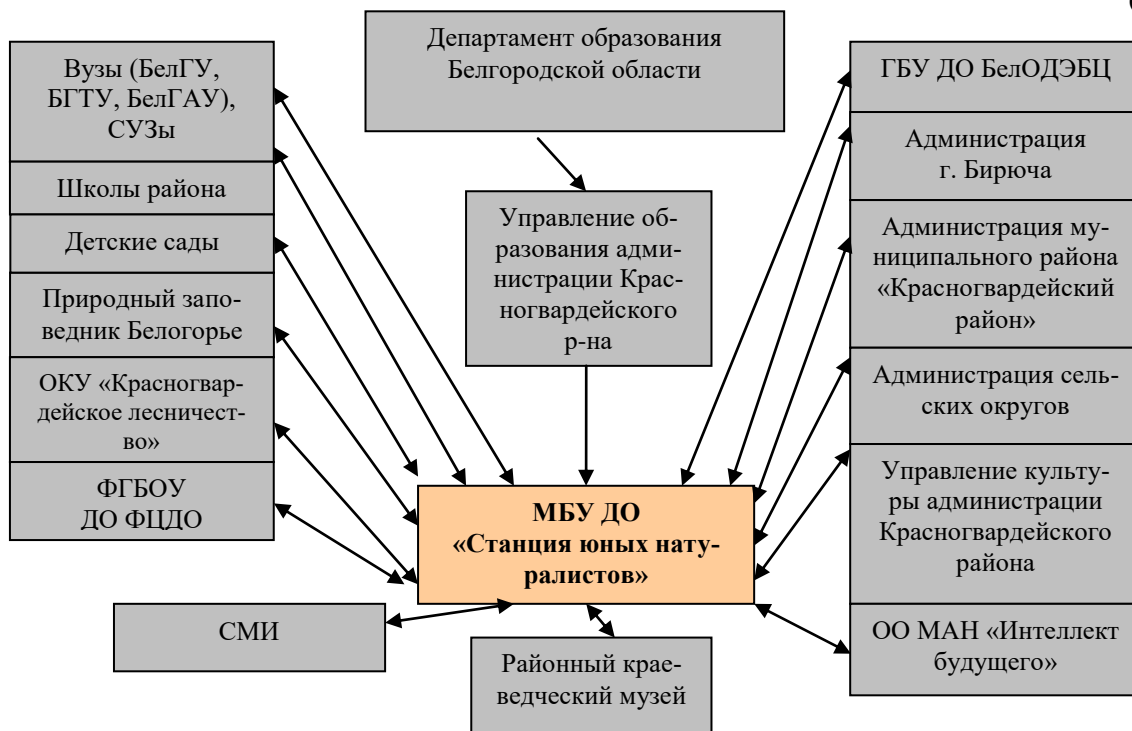 Департамент образования
Белгородской области
Вузы (БелГУ,
БГТУ, БелГАУ),
СУЗы
Школы района
Детские сады
Природный запо-
ведник Белогорье
ОКУ «Красногвар-
дейское лесничест-
во»
ФГБОУ
ДО ФЦДО
Управление об-
разования адми-
нистрации Крас-
ногвардейского
р-на
ГБУ ДО БелОДЭБЦ
Администрация
г. Бирюча
Администрация му-
ниципального района
«Красногвардейский
район»
Администрация сель-
ских округов
Управление культу-
ры администрации
Красногвардейского
района
ОО МАН «Интеллект
будущего»
МБУ ДО
«Станция юных нату-
ралистов»
СМИ
Районный крае-
ведческий музей